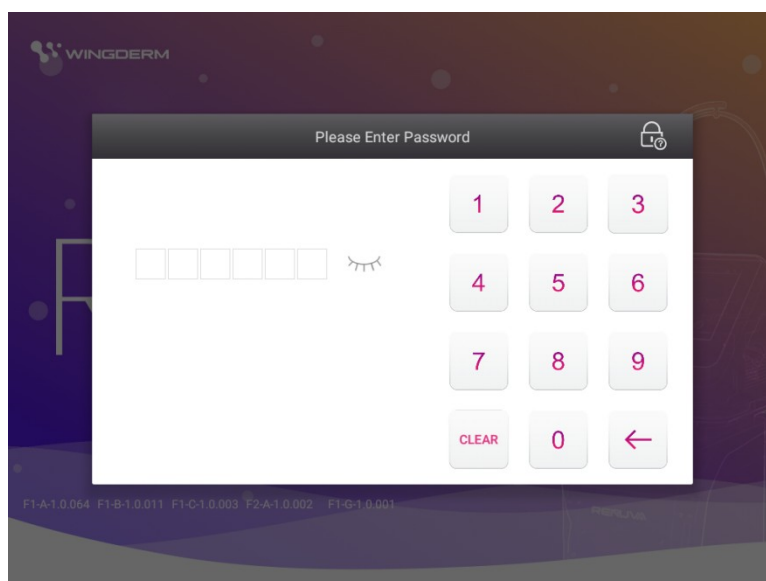 WINGDERM
Please Enter Password
1 2 3
4 5 6
7 8 9
CLEAR 0
R
F1-A-1.0.064 F1-B-1.0.011 F1-C-1.0.003 F2-A-1.0.002 F1-G-1.0.001